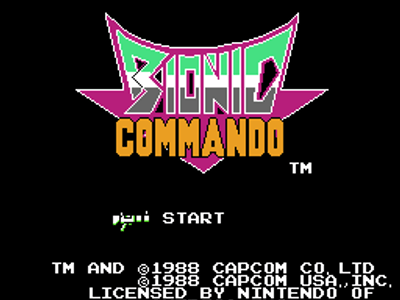 BIONIC
COMMANDO
TM
START
TM AND ©1988 CAPCOM CO. LTD
©1988 CAPCOM USA., INC.
LICENSED BY NINTENDO OF